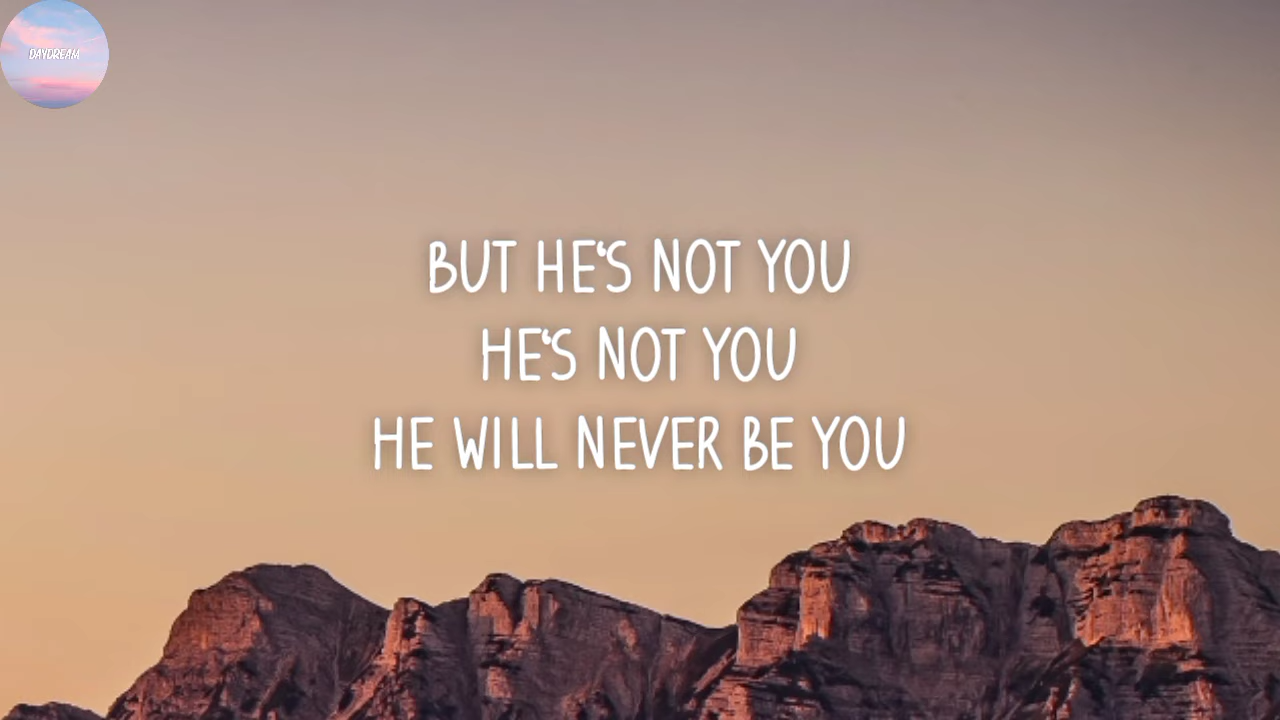 DAYDREAM
BUT HE'S NOT YOU
HE'S NOT YOU
HE WILL NEVER BE YOU